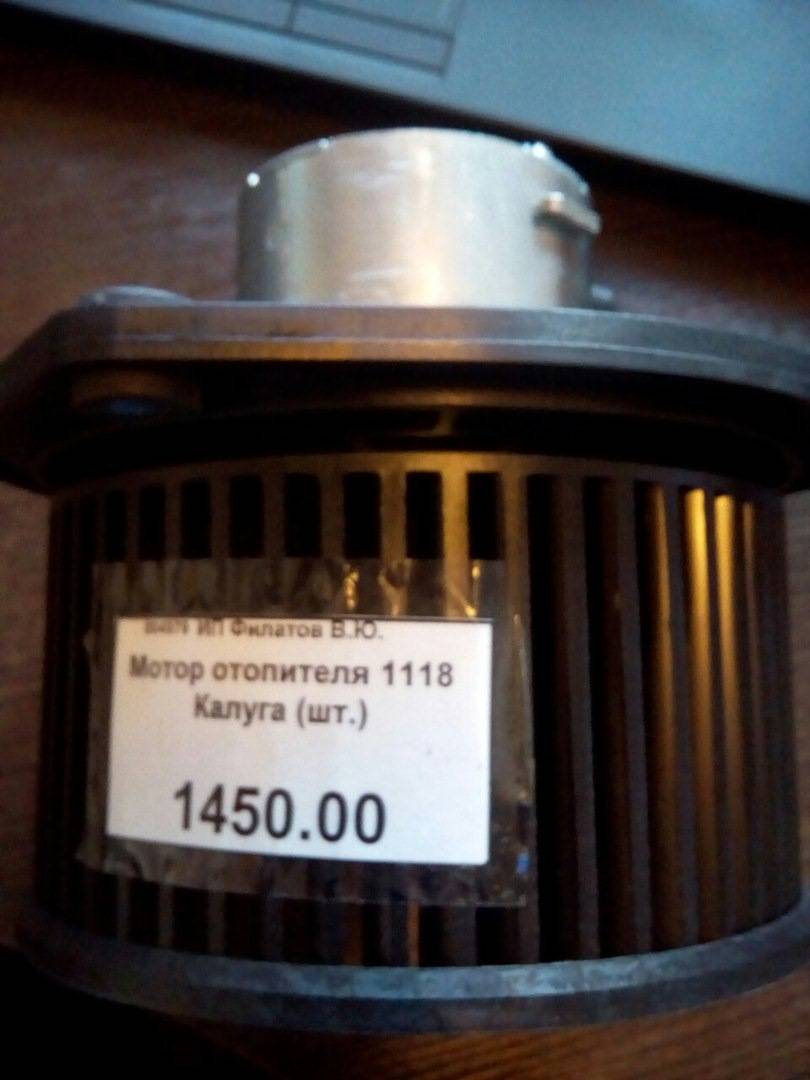 ИП Филатов В.Ю.
Мотор отопителя 1118
Калуга (шт.)
1450.00